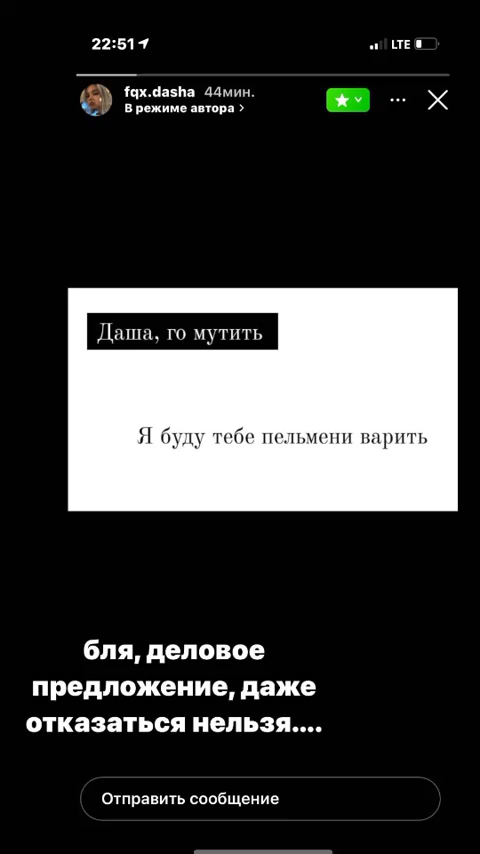 22:51 LTE
fqx.dasha 44мин.
В режиме автора >
Даша, го мутить
Я буду тебе пельмени варить
бля, деловое
предложение, даже
отказаться нельзя....
Отправить сообщение